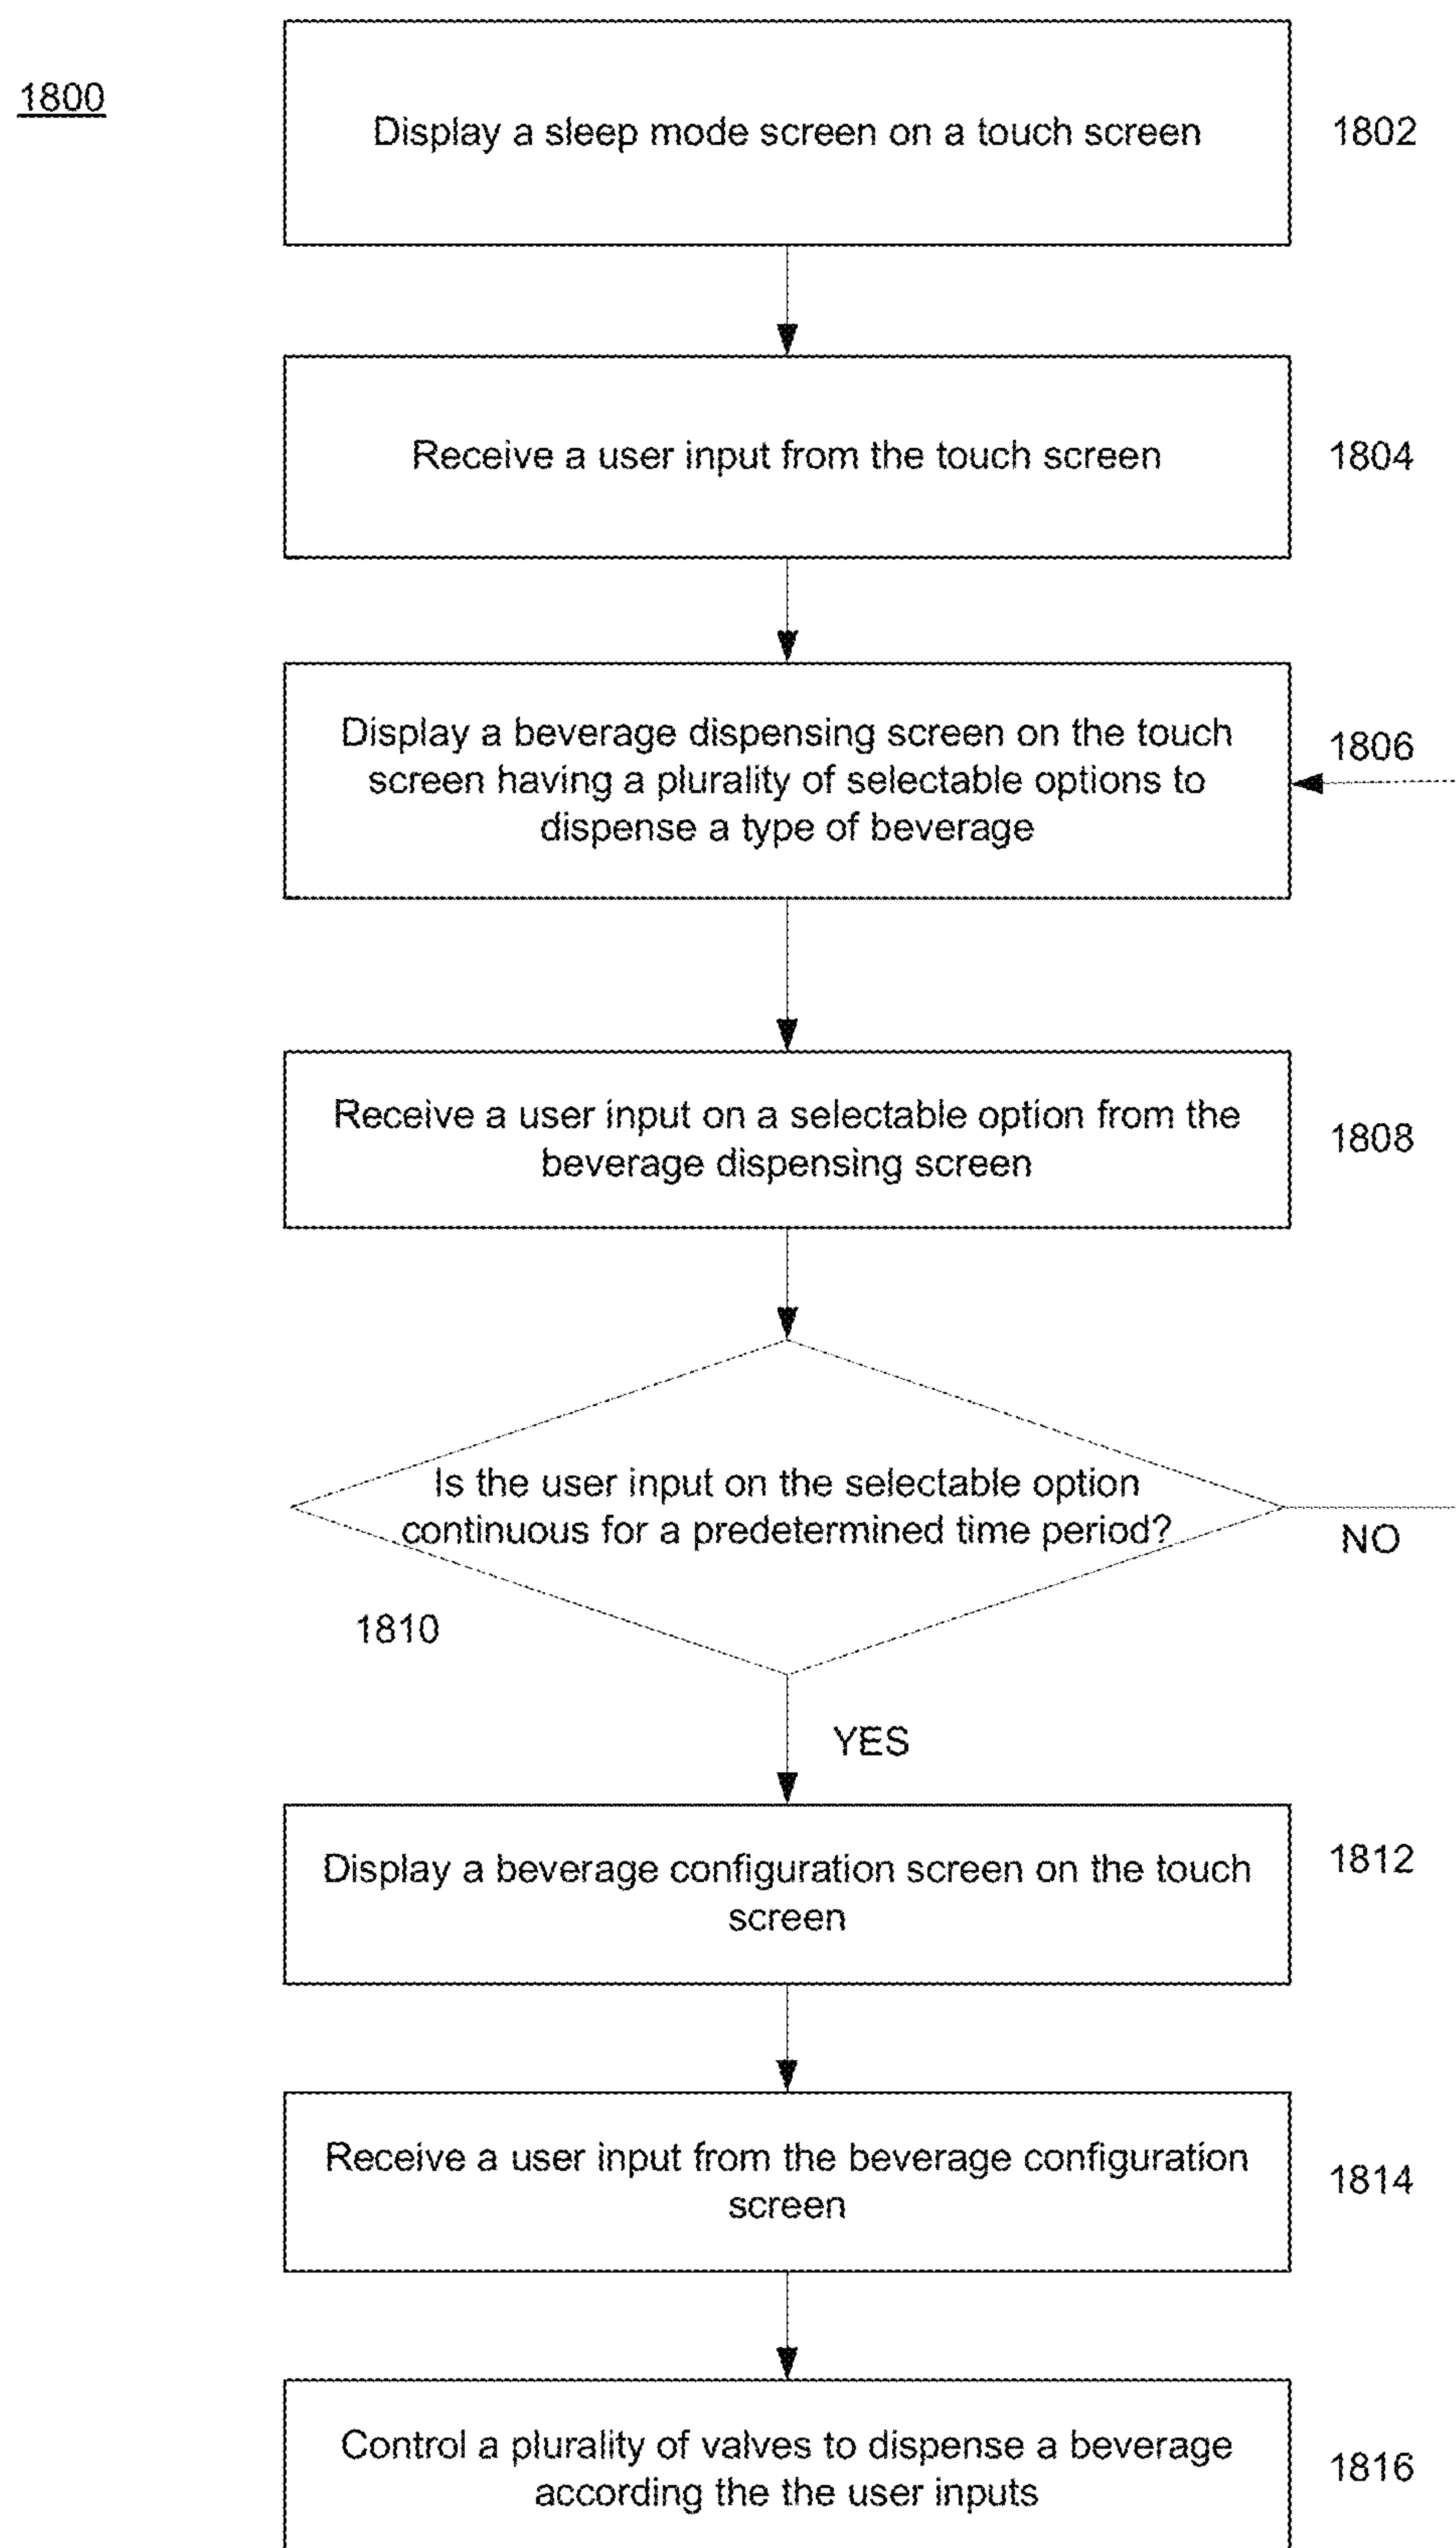 1800
Display a sleep mode screen on a touch screen
1802
Receive a user input from the touch screen
1804
Display a beverage dispensing screen on the touch
screen having a plurality of selectable options to
dispense a type of beverage
1806
Receive a user input on a selectable option from the
beverage dispensing screen
1808
Is the user input on the selectable option
continuous for a predetermined time period?
NO
1810
YES
Display a beverage configuration screen on the touch
screen
1812
Receive a user input from the beverage configuration
screen
1814
Control a plurality of valves to dispense a beverage
according the the user inputs
1816